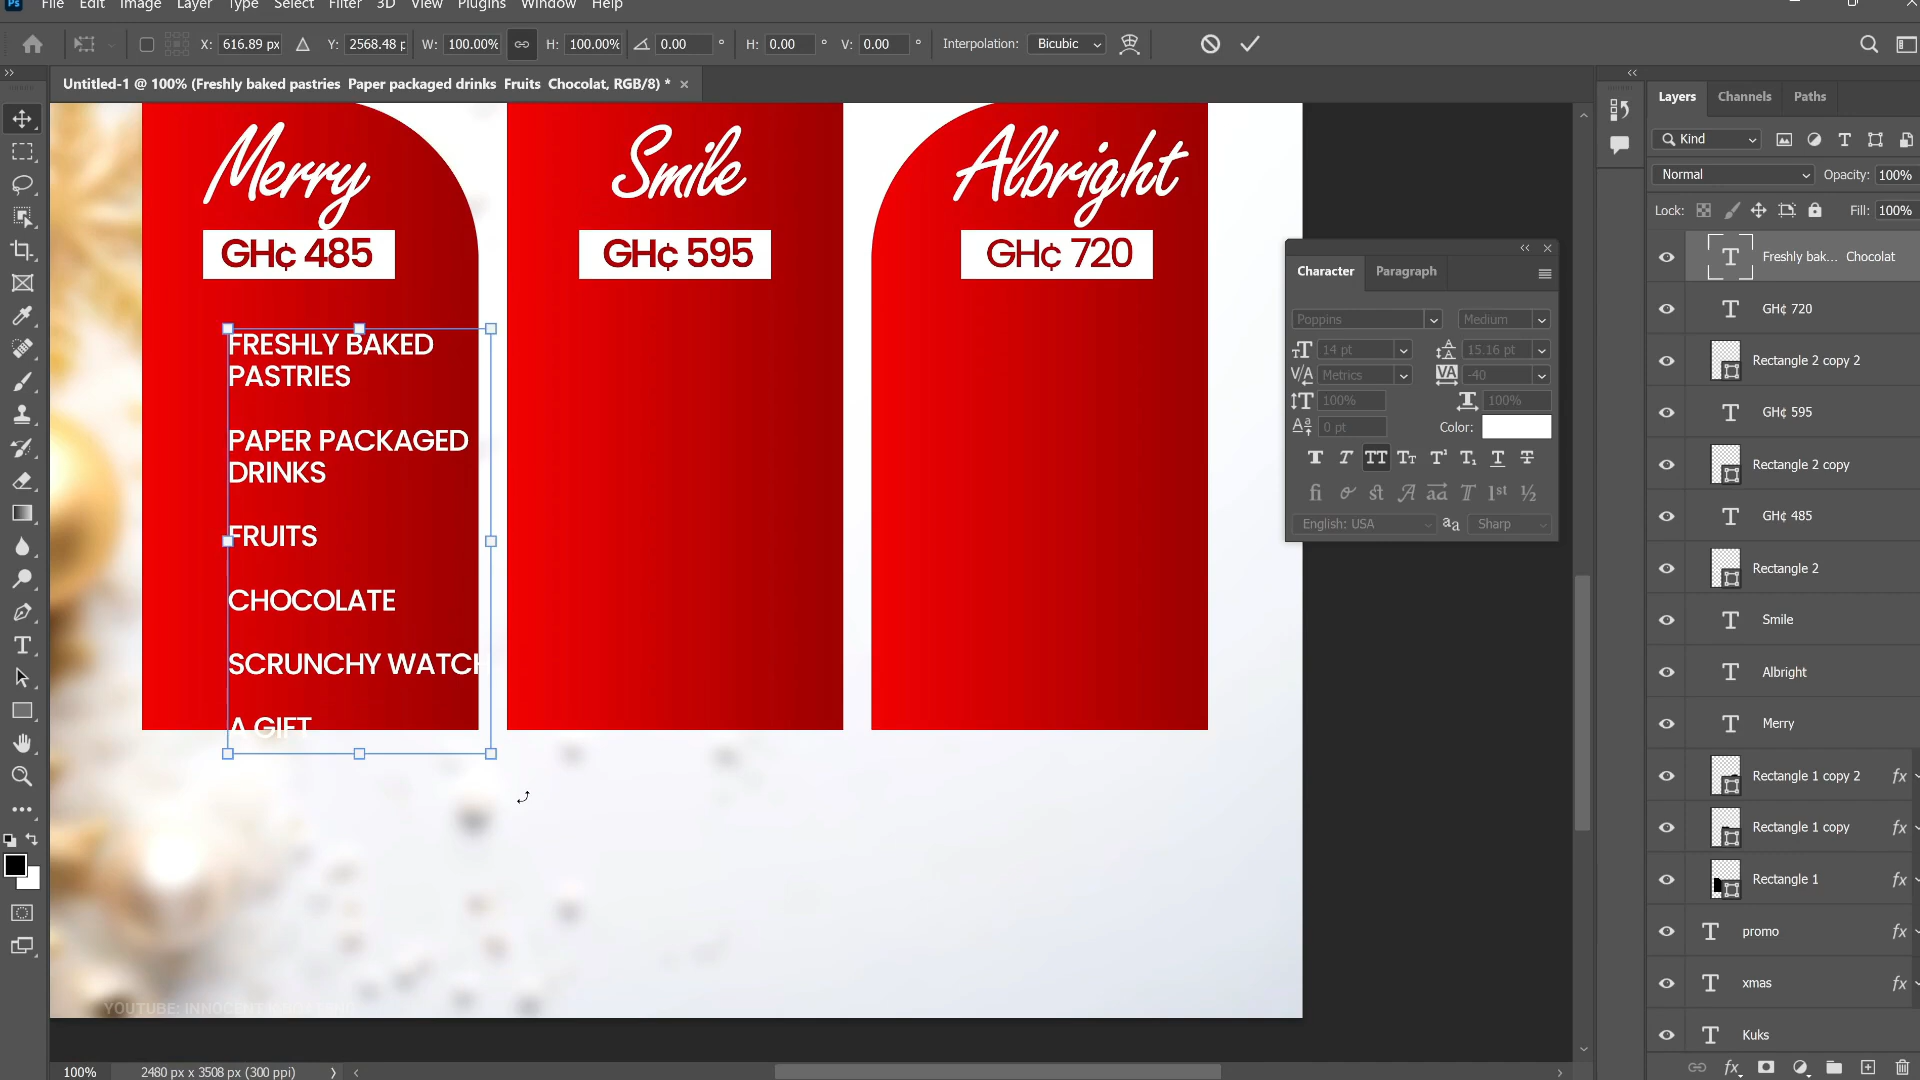 File Edit Image Layer Type Select Filter 3D View Plugins Window Help
X: 616.89 px Y: 2568.48 p W: 100.00% H: 100.00% 0.00 ° H: 0.00 ° V: 0.00 ° Interpolation: Bicubic
Untitled-1 @ 100% (Freshly baked pastries Paper packaged drinks Fruits Chocolat, RGB/8) *
Merry
GH¢ 485
FRESHLY BAKED
PASTRIES
PAPER PACKAGED
DRINKS
FRUITS
CHOCOLATE
SCRUNCHY WATCH
A GIFT
Smile
GH¢ 595
Albright
GH¢ 720
Character Paragraph
Poppins Medium
14 pt 15.16 pt
Metrics -40
100% 100%
0 pt Color:
English: USA Sharp
Layers Channels Paths
Kind
Normal Opacity: 100%
Lock: Fill: 100%
Freshly bak... Chocolat
GH¢ 720
Rectangle 2 copy 2
GH¢ 595
Rectangle 2 copy
GH¢ 485
Rectangle 2
Smile
Albright
Merry
Rectangle 1 copy 2 fx
Rectangle 1 copy fx
Rectangle 1 fx
promo fx
xmas fx
Kuks
100% 2480 px x 3508 px (300 ppi)